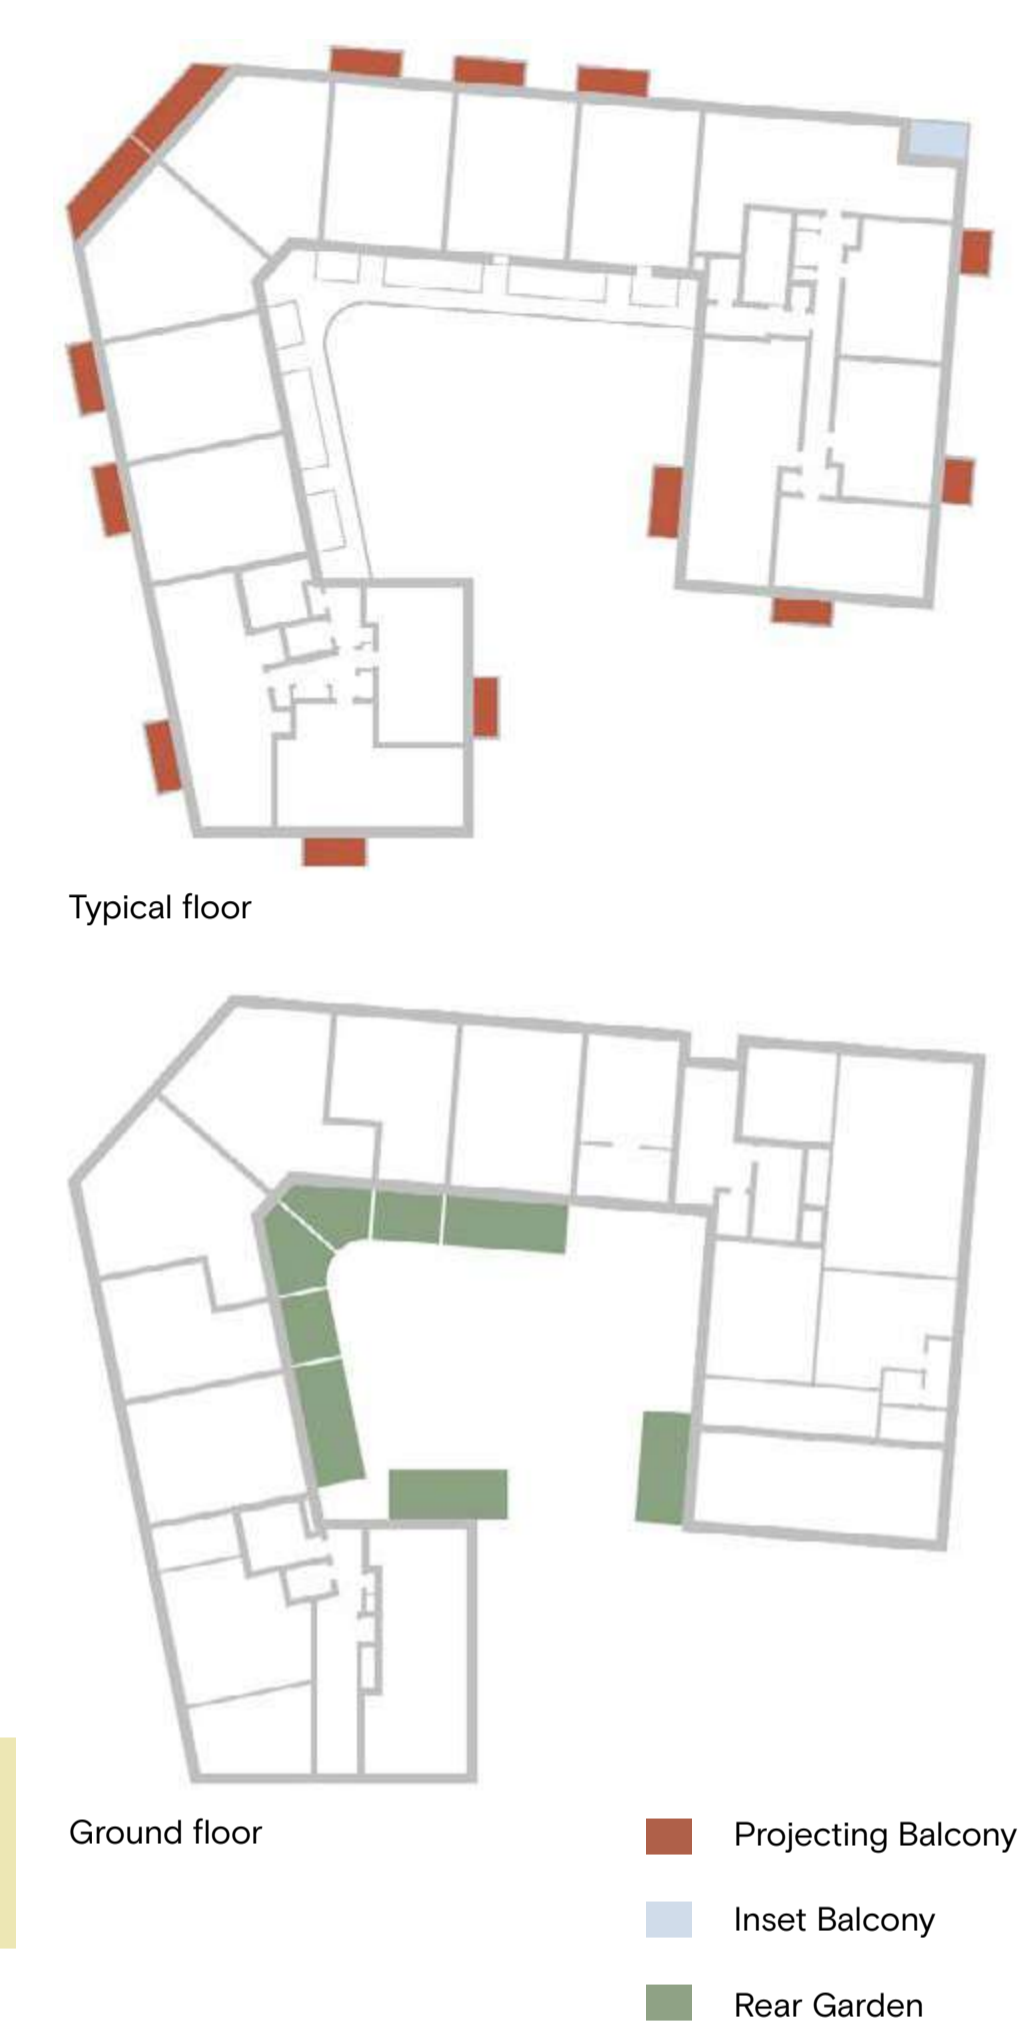 Typical floor
Ground floor
Projecting Balcony
Inset Balcony
Rear Garden